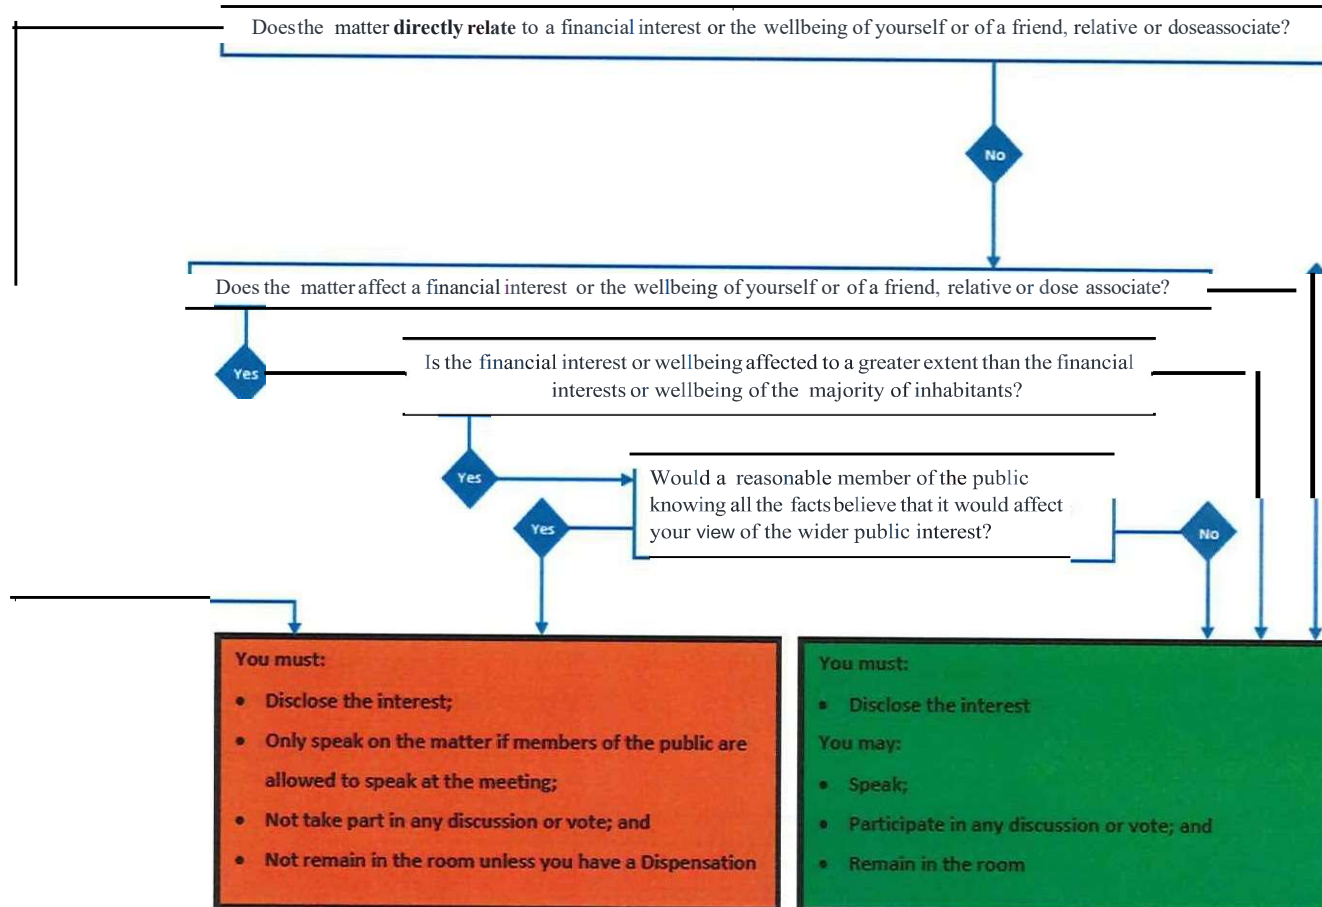 Does the matter directly relate to a financial interest or the wellbeing of yourself or of a friend, relative or doseassociate?
No
Does the matter affect a financial interest or the wellbeing of yourself or of a friend, relative or dose associate?
Yes
Is the financial interest or wellbeing affected to a greater extent than the financial
interests or wellbeing of the majority of inhabitants?
Yes
Would a reasonable member of the public
knowing all the facts believe that it would affect
your view of the wider public interest?
Yes
No
You must:
• Disclose the interest;
• Only speak on the matter if members of the public are
allowed to speak at the meeting;
• Not take part in any discussion or vote; and
• Not remain in the room unless you have a Dispensation
You must:
• Disclose the interest
You may:
• Speak;
• Participate in any discussion or vote; and
• Remain in the room